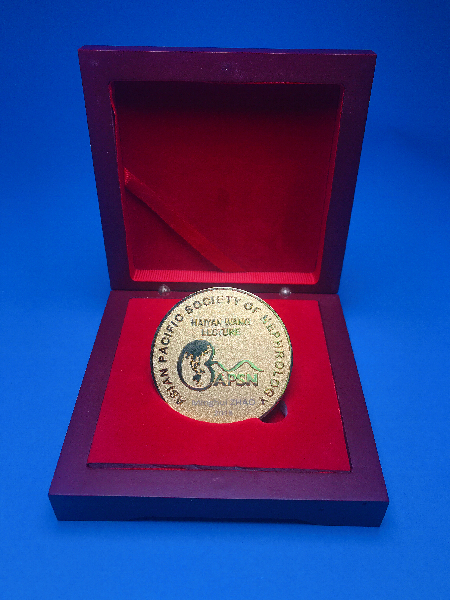 ASIAN PACIFIC SOCIETY OF NEPHROLOGY
HAIYAN WANG
LECTURE
APSN